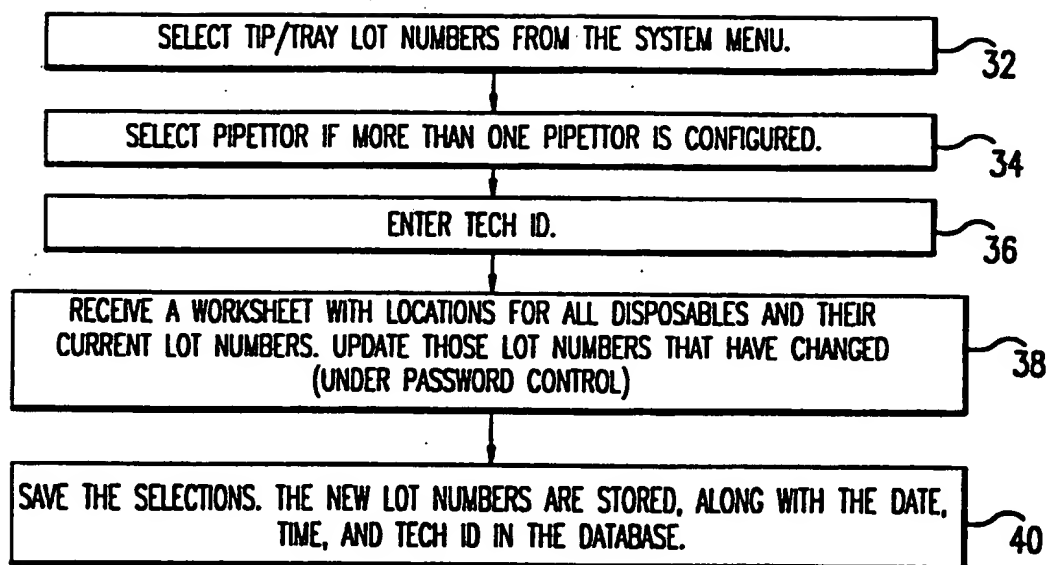 SELECT TIP/TRAY LOT NUMBERS FROM THE SYSTEM MENU.
32
SELECT PIPETTOR IF MORE THAN ONE PIPETTOR IS CONFIGURED.
34
ENTER TECH ID.
36
RECEIVE A WORKSHEET WITH LOCATIONS FOR ALL DISPOSABLES AND THEIR
CURRENT LOT NUMBERS. UPDATE THOSE LOT NUMBERS THAT HAVE CHANGED
(UNDER PASSWORD CONTROL)
38
SAVE THE SELECTIONS. THE NEW LOT NUMBERS ARE STORED, ALONG WITH THE DATE,
TIME, AND TECH ID IN THE DATABASE.
40